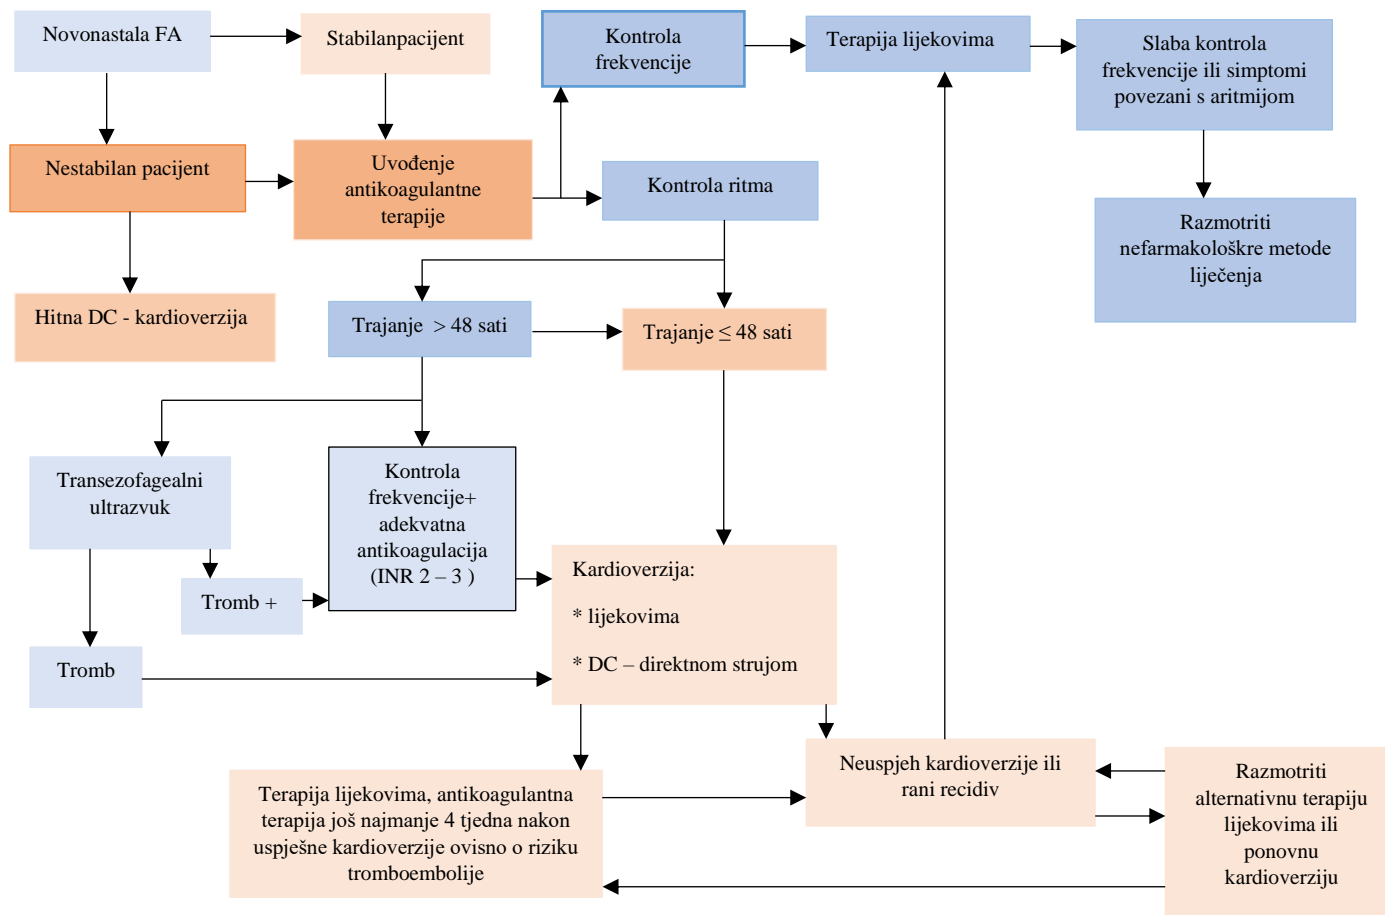 Novonastala FA
Stabilanpacijent
Kontrola
frekvencije
Terapija lijekovima
Slaba kontrola
frekvencije ili simptomi
povezani s aritmijom
Nestabilan pacijent
Uvođenje
antikoagulantne
terapije
Kontrola ritma
Razmotriti
nefarmakološkre metode
liječenja
Hitna DC - kardioverzija
Trajanje  > 48 sati
Trajanje ≤ 48 sati
Transezofagealni
ultrazvuk
Kontrola
frekvencije+
adekvatna
antikoagulacija
(INR 2 – 3 )
Tromb +
Tromb
Kardioverzija:
* lijekovima
* DC – direktnom strujom
Terapija lijekovima, antikoagulantna
terapija još najmanje 4 tjedna nakon
uspješne kardioverzije ovisno o riziku
tromboembolije
Neuspjeh kardioverzije ili
rani recidiv
Razmotriti
alternativnu terapiju
lijekovima ili
ponovnu
kardioverziju